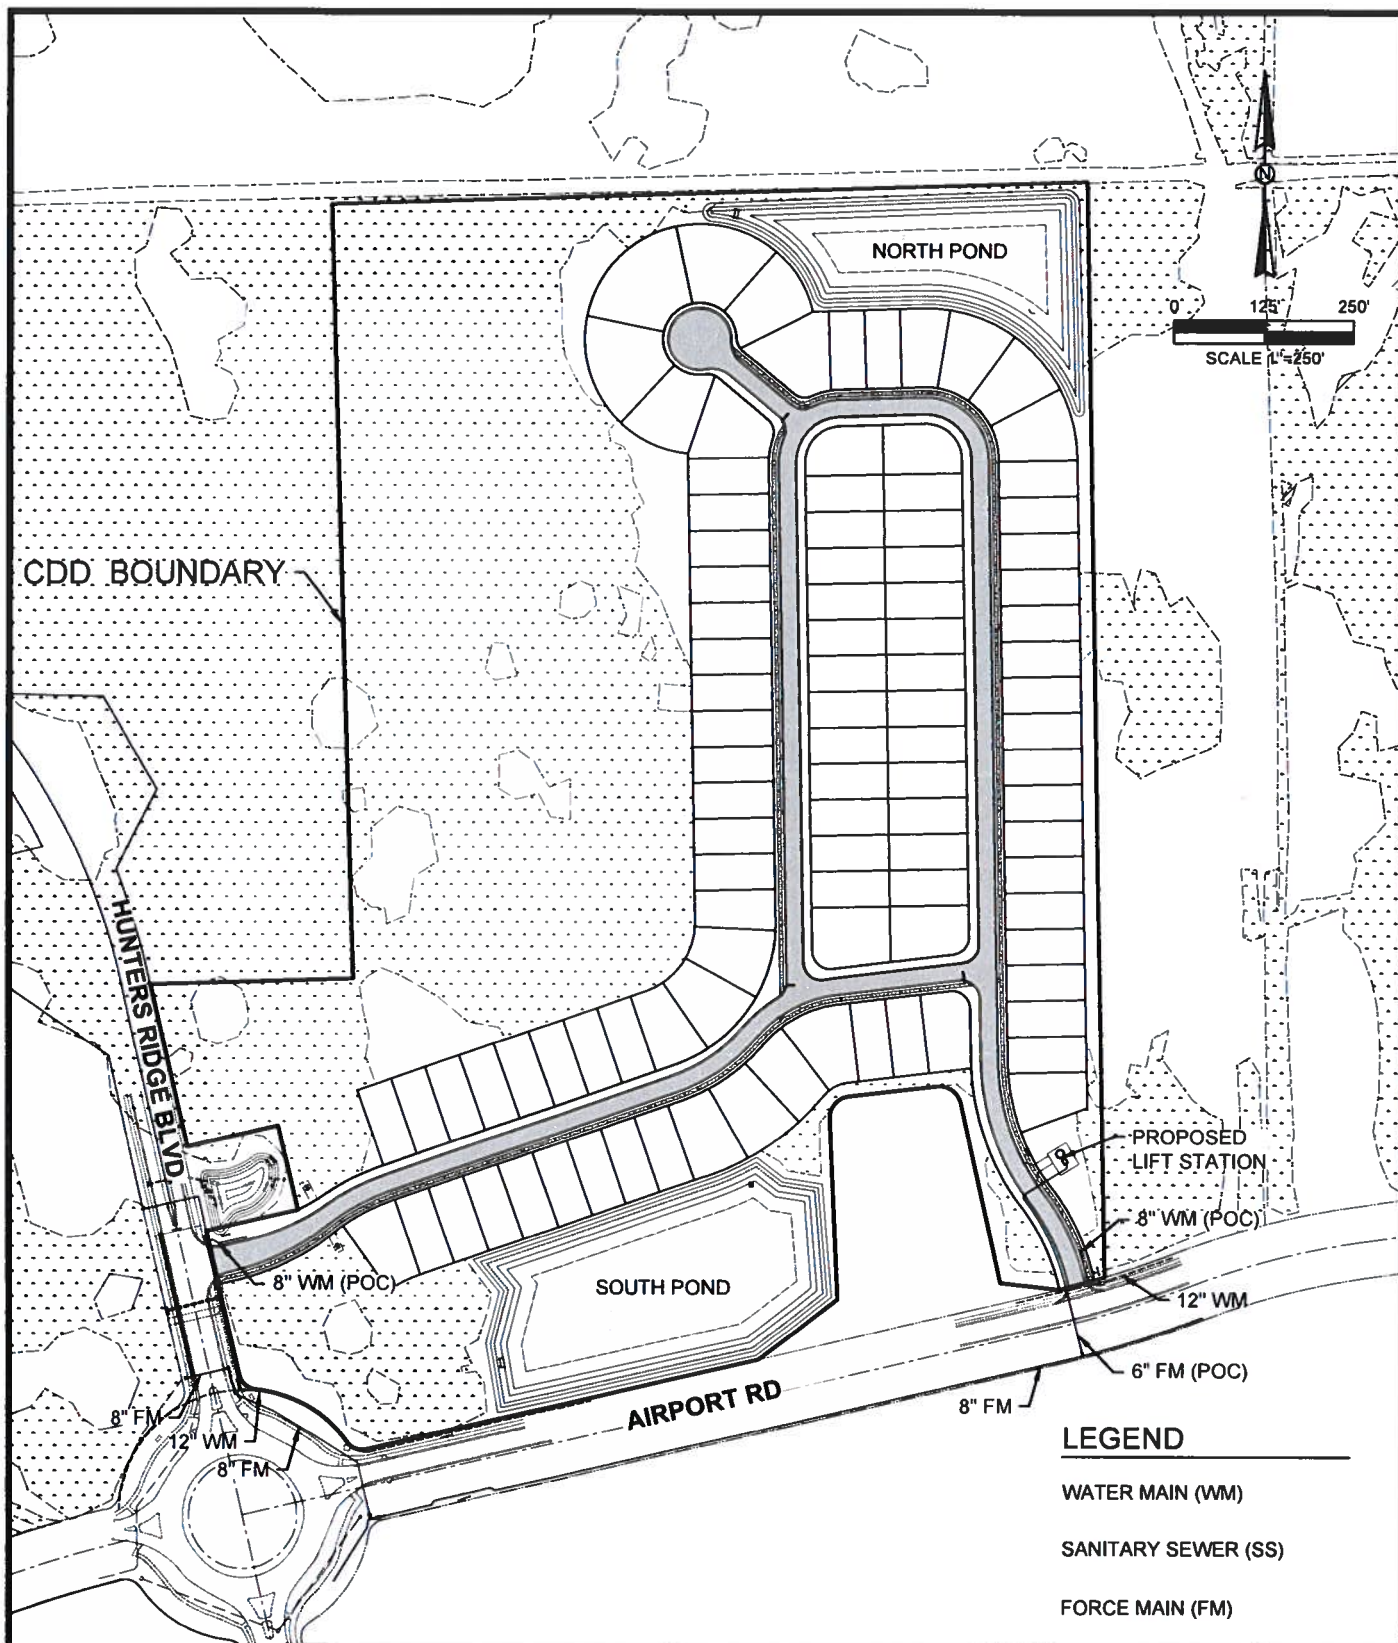 NORTH POND
N
0' 125' 250'
SCALE 1"=250'
CDD BOUNDARY
HUNTERS RIDGE BLVD.
PROPOSED
LIFT STATION
8" WM (POC)
8" WM (POC)
SOUTH POND
12" WM
6" FM (POC)
8" FM
AIRPORT RD
8" FM
12" WM
8" FM
LEGEND
WATER MAIN (WM)
SANITARY SEWER (SS)
FORCE MAIN (FM)